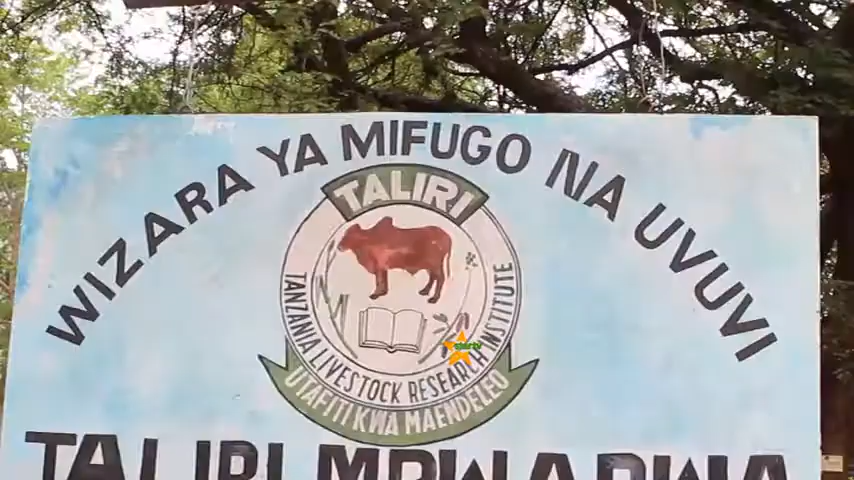 WIZARA YA MIFUGO NA UVUVI
TALIRI
TANZANIA LIVESTOCK RESEARCH INSTITUTE
UTAFITI KWA MAENDELEO
TALIRI MPWAPWA